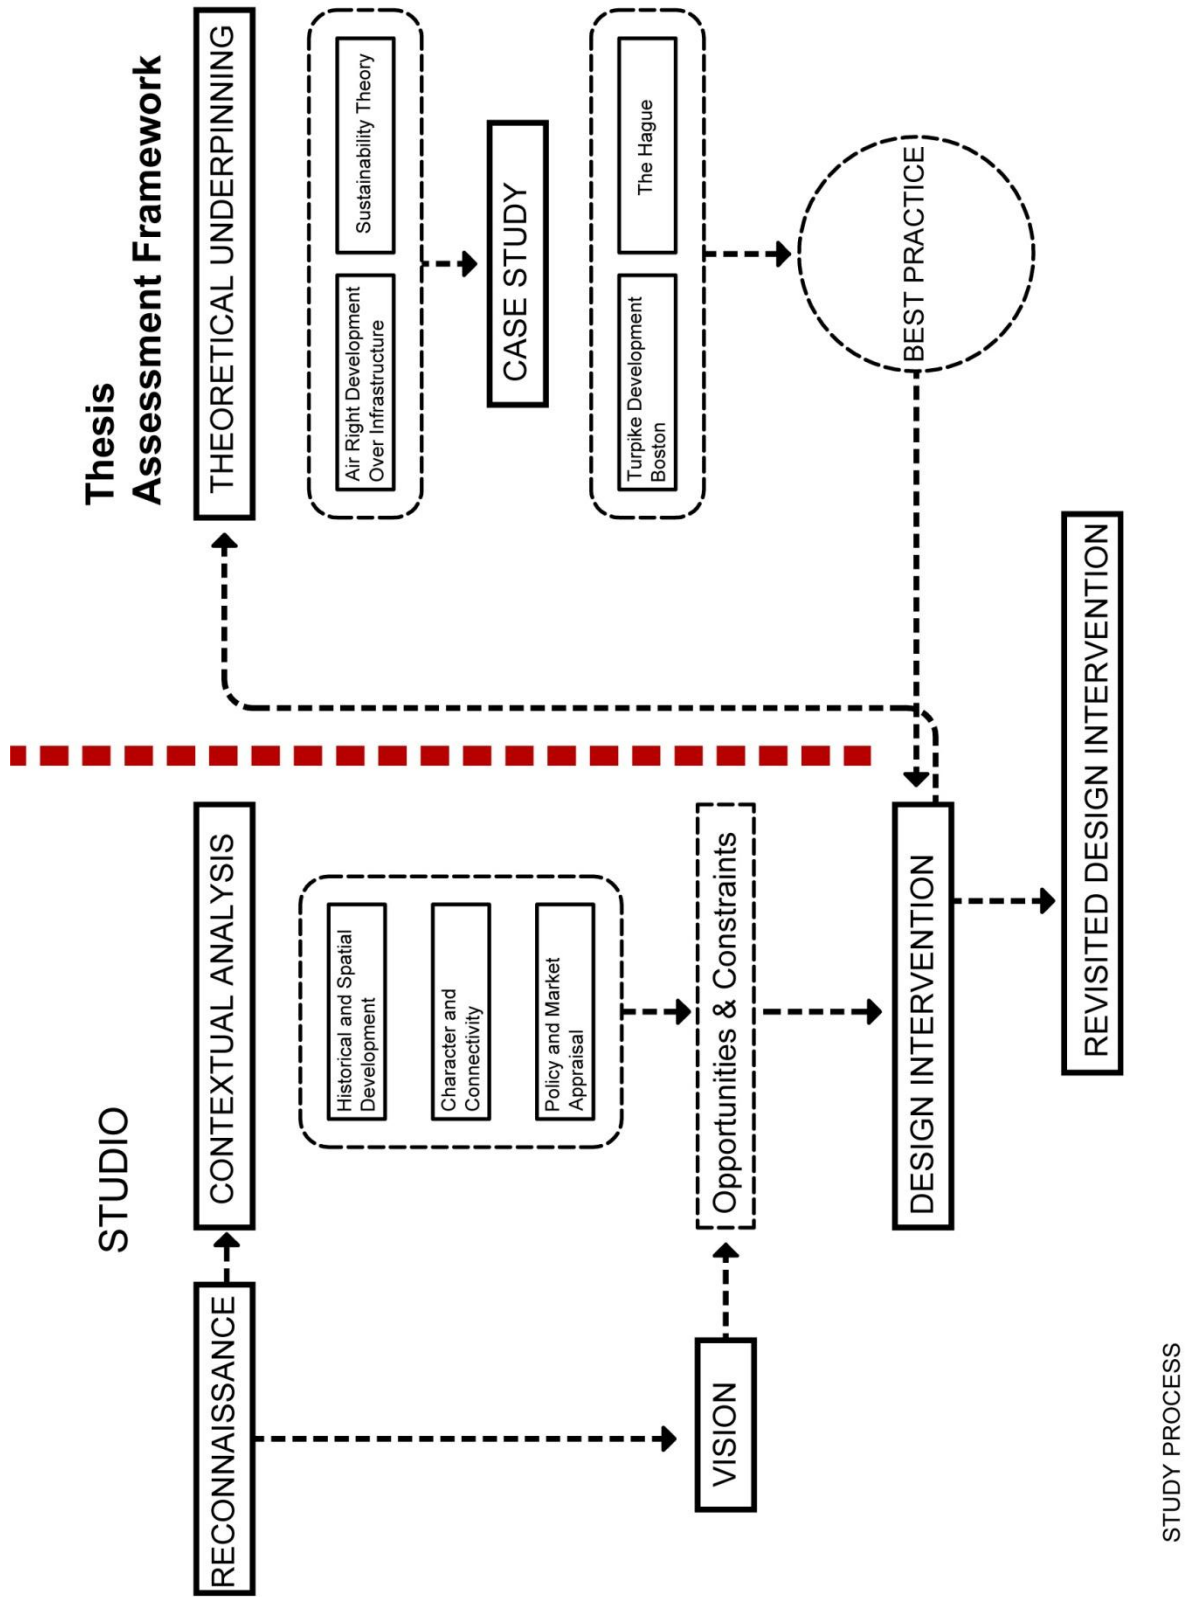 STUDIO
Thesis
Assessment Framework
RECONNAISSANCE
CONTEXTUAL ANALYSIS
THEORETICAL UNDERPINNING
Historical and Spatial
Development
Character and
Connectivity
Policy and Market
Appraisal
Air Right Development
Over Infrastructure
Sustainability Theory
CASE STUDY
Turpike Development
Boston
The Hague
VISION
Opportunities & Constraints
BEST PRACTICE
DESIGN INTERVENTION
REVISITED DESIGN INTERVENTION
STUDY PROCESS